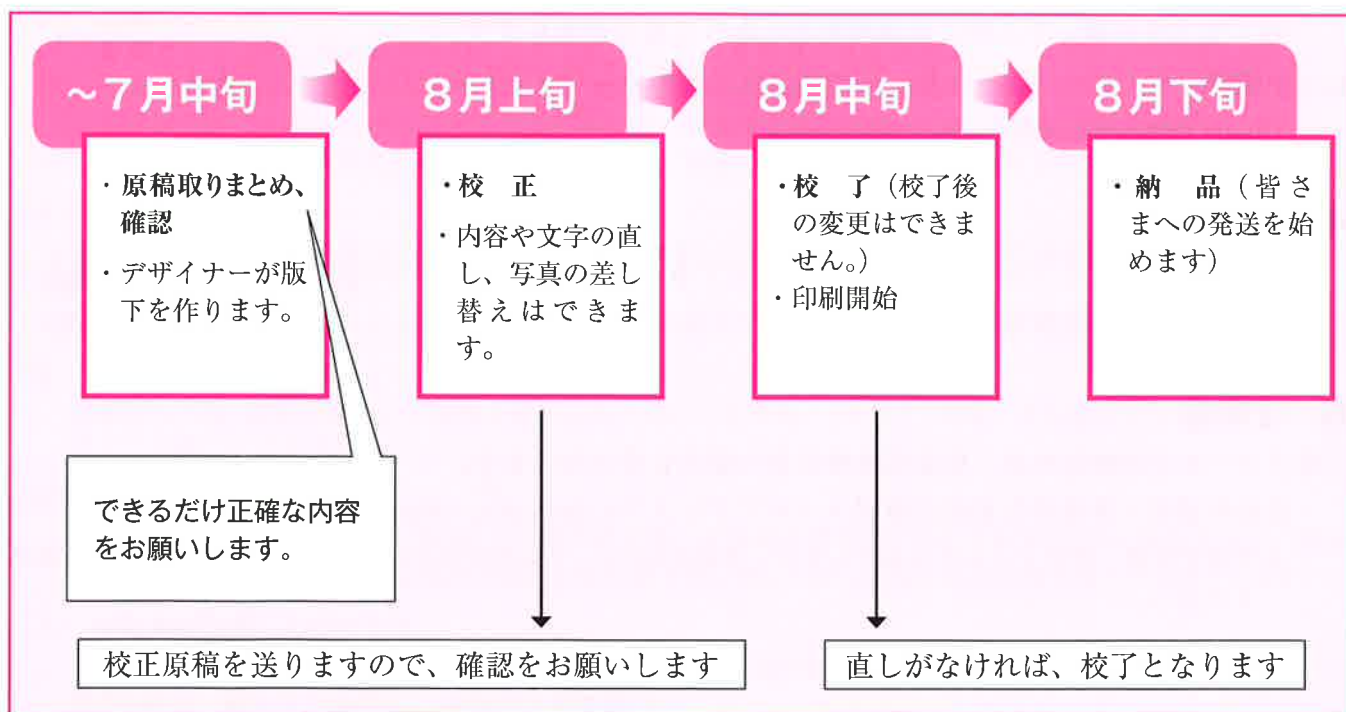 ～７月中旬
８月上旬
８月中旬
８月下旬
・原稿取りまとめ、
確認
・デザイナーが版
下を作ります。
・校　正
・内容や文字の直
し、写真の差し
替えはできま
す。
・校　了（校了後
の変更はできま
せん。）
・印刷開始
・納　品（皆さ
まへの発送を始
めます）
できるだけ正確な内容
をお願いします。
校正原稿を送りますので、確認をお願いします
直しがなければ、校了となります